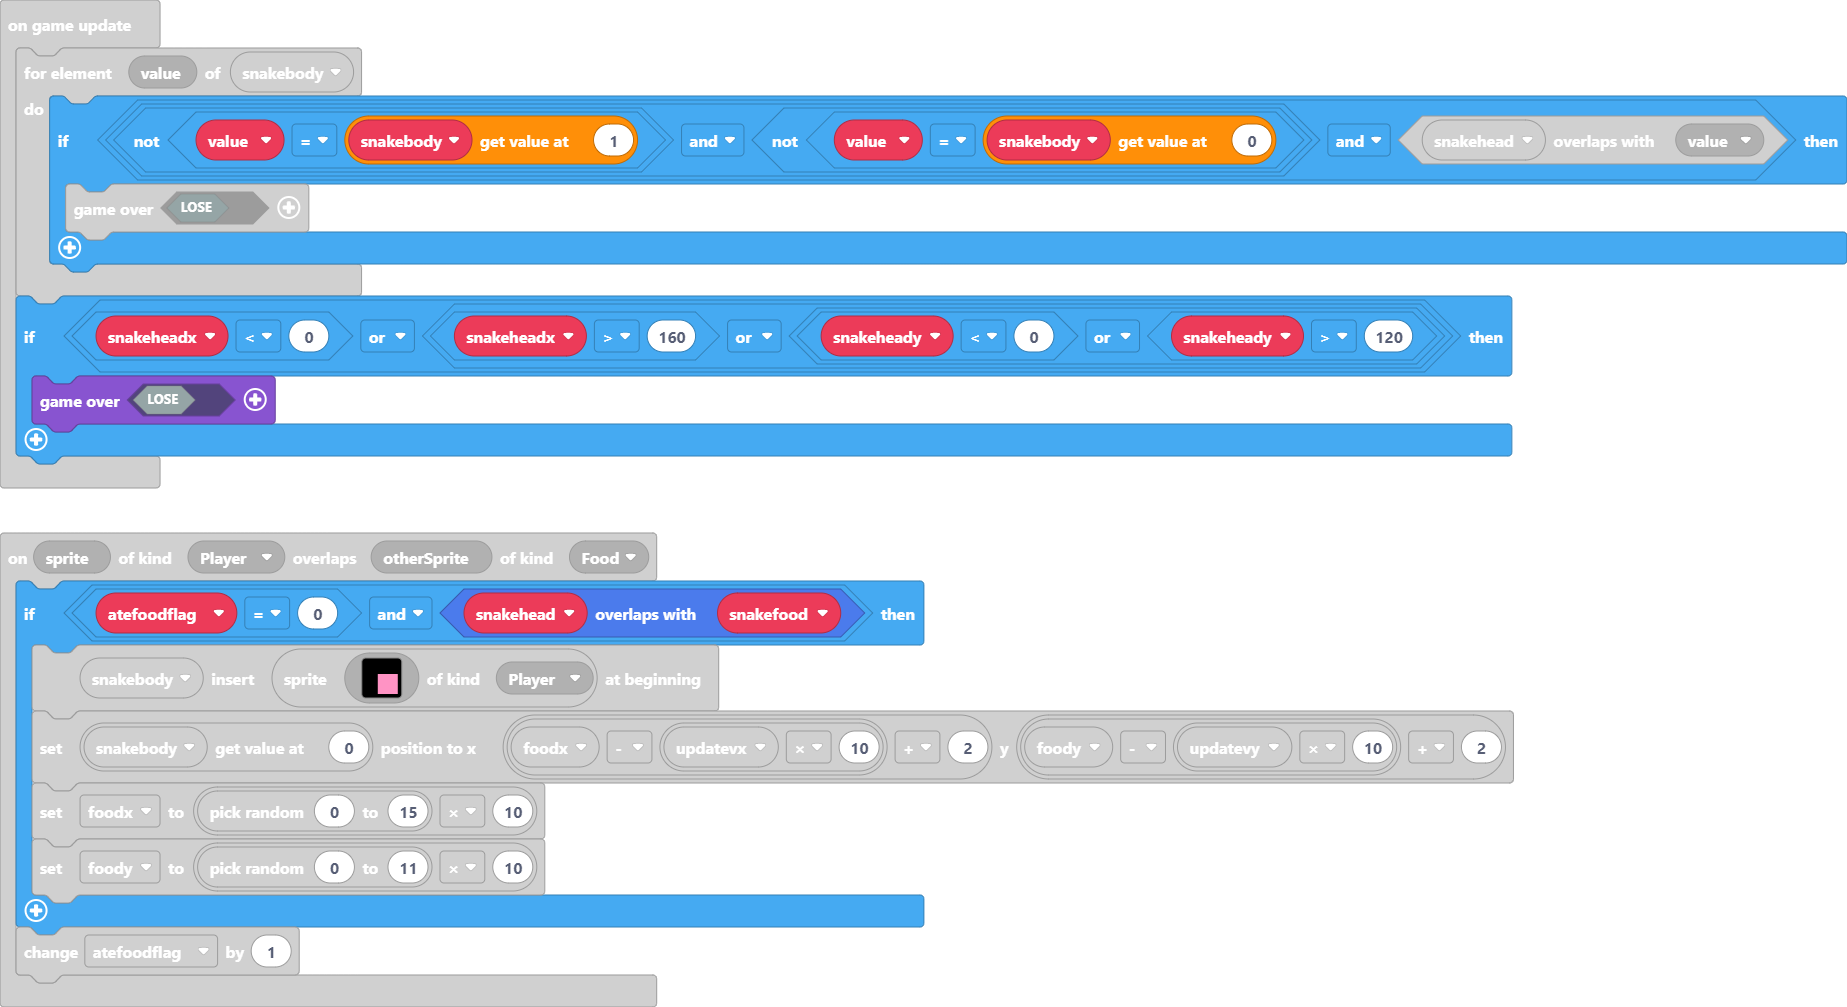 on game update
for element value of snakebody
do
if not value = snakebody get value at 1 and not value = snakebody get value at 0 and snakehead overlaps with value then
game over LOSE
if snakeheadx < 0 or snakeheadx > 160 or snakeheady < 0 or snakeheady > 120 then
game over LOSE
on sprite of kind Player overlaps otherSprite of kind Food
if atefoodflag = 0 and snakehead overlaps with snakefood then
snakebody insert sprite of kind Player at beginning
set snakebody get value at 0 position to x foodx - updatevx × 10 + 2 y foody - updatevy × 10 + 2
set foodx to pick random 0 to 15 × 10
set foody to pick random 0 to 11 × 10
change atefoodflag by 1